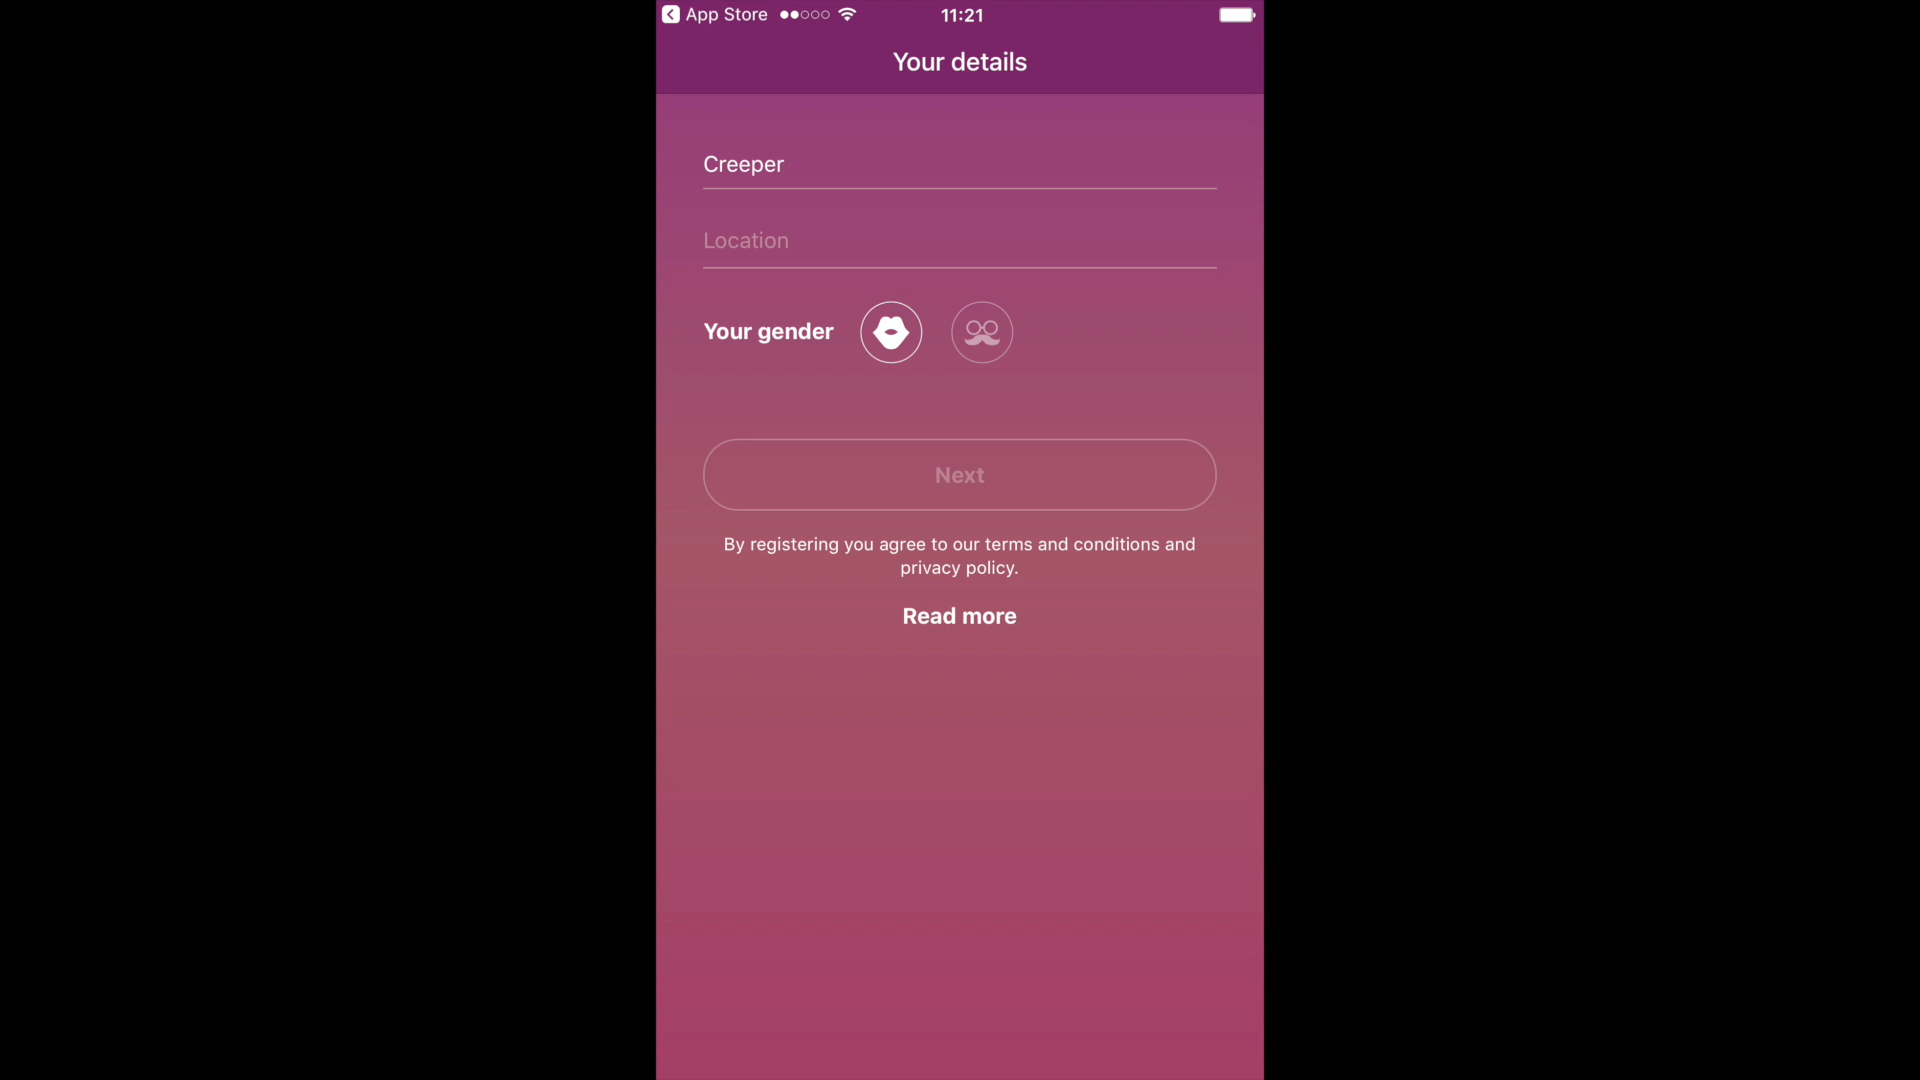 App Store 11:21
Your details
Creeper
Location
Your gender
Next
By registering you agree to our terms and conditions and
privacy policy.
Read more